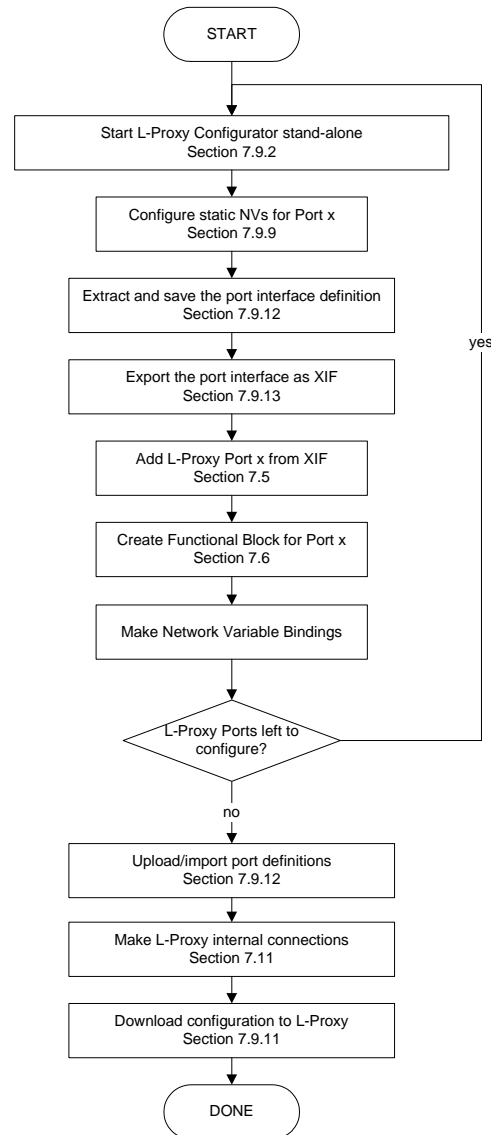 START
Start L-Proxy Configurator stand-alone
Section 7.9.2
Configure static NVs for Port x
Section 7.9.9
Extract and save the port interface definition
Section 7.9.12
Export the port interface as XIF
Section 7.9.13
yes
Add L-Proxy Port x from XIF
Section 7.5
Create Functional Block for Port x
Section 7.6
Make Network Variable Bindings
L-Proxy Ports left to
configure?
no
Upload/import port definitions
Section 7.9.12
Make L-Proxy internal connections
Section 7.11
Download configuration to L-Proxy
Section 7.9.11
DONE